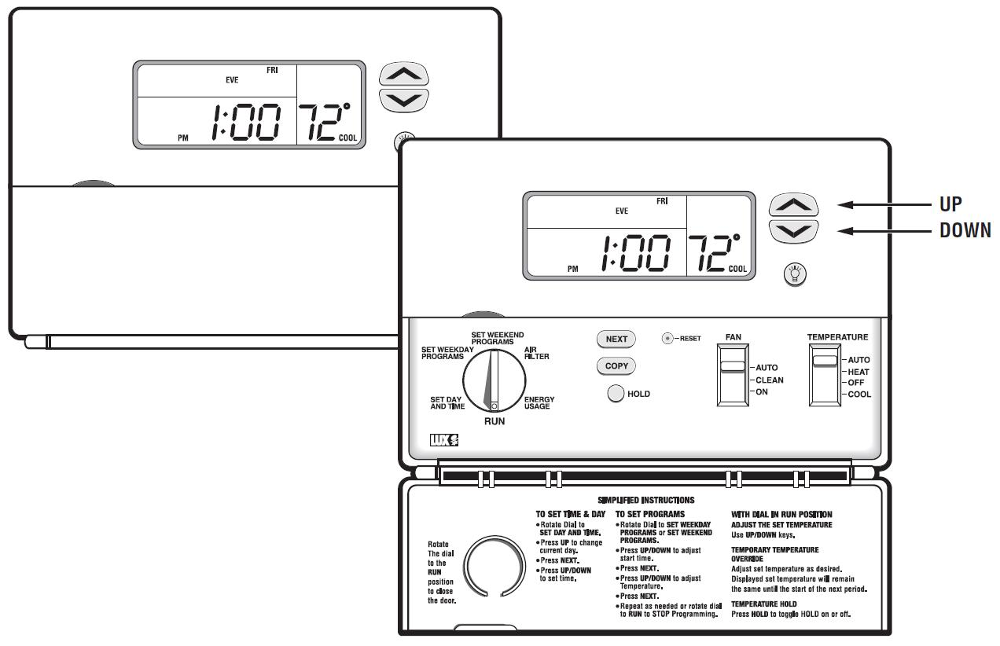 FRI
EVE
PM 1:00 72° COOL
FRI
EVE
PM 1:00 72° COOL
UP
DOWN
SET WEEKEND
PROGRAMS
SET WEEKDAY
PROGRAMS
AIR
FILTER
SET DAY
AND TIME
ENERGY
USAGE
RUN
LUX
NEXT
COPY
HOLD
RESET
FAN
AUTO
CLEAN
ON
TEMPERATURE
AUTO
HEAT
OFF
COOL
SIMPLIFIED INSTRUCTIONS
Rotate
The dial
to the
RUN
position
to close
the door.
TO SET TIME & DAY
•Rotate Dial to
SET DAY AND TIME.
•Press UP to change
current day.
•Press NEXT.
•Press UP/DOWN
to set time.
TO SET PROGRAMS
•Rotate Dial to SET WEEKDAY
PROGRAMS or SET WEEKEND
PROGRAMS.
•Press UP/DOWN to adjust
start time.
•Press NEXT.
•Press UP/DOWN to adjust
Temperature.
•Press NEXT.
•Repeat as needed or rotate dial
to RUN to STOP Programming.
WITH DIAL IN RUN POSITION
ADJUST THE SET TEMPERATURE
Use UP/DOWN keys.
TEMPORARY TEMPERATURE
OVERRIDE
Adjust set temperature as desired.
Displayed set temperature will remain
the same until the start of the next period.
TEMPERATURE HOLD
Press HOLD to toggle HOLD on or off.